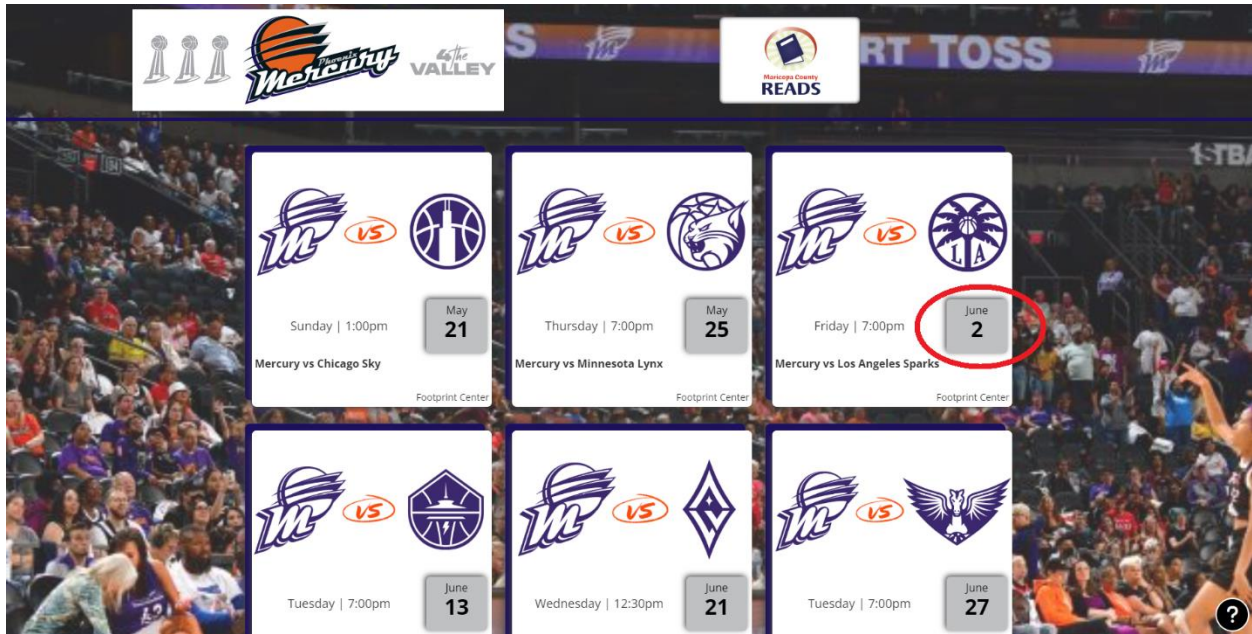 Phoenix
Mercury
4the
VALLEY
Maricopa County
READS
S
RT TOSS
1STBA
M
VS
LA
M
VS
M
VS
Sunday | 1:00pm
May
21
Mercury vs Chicago Sky
Footprint Center
Thursday | 7:00pm
May
25
Mercury vs Minnesota Lynx
Footprint Center
Friday | 7:00pm
June
2
Mercury vs Los Angeles Sparks
Footprint Center
M
VS
M
VS
M
VS
Tuesday | 7:00pm
June
13
Wednesday | 12:30pm
June
21
Tuesday | 7:00pm
June
27
?